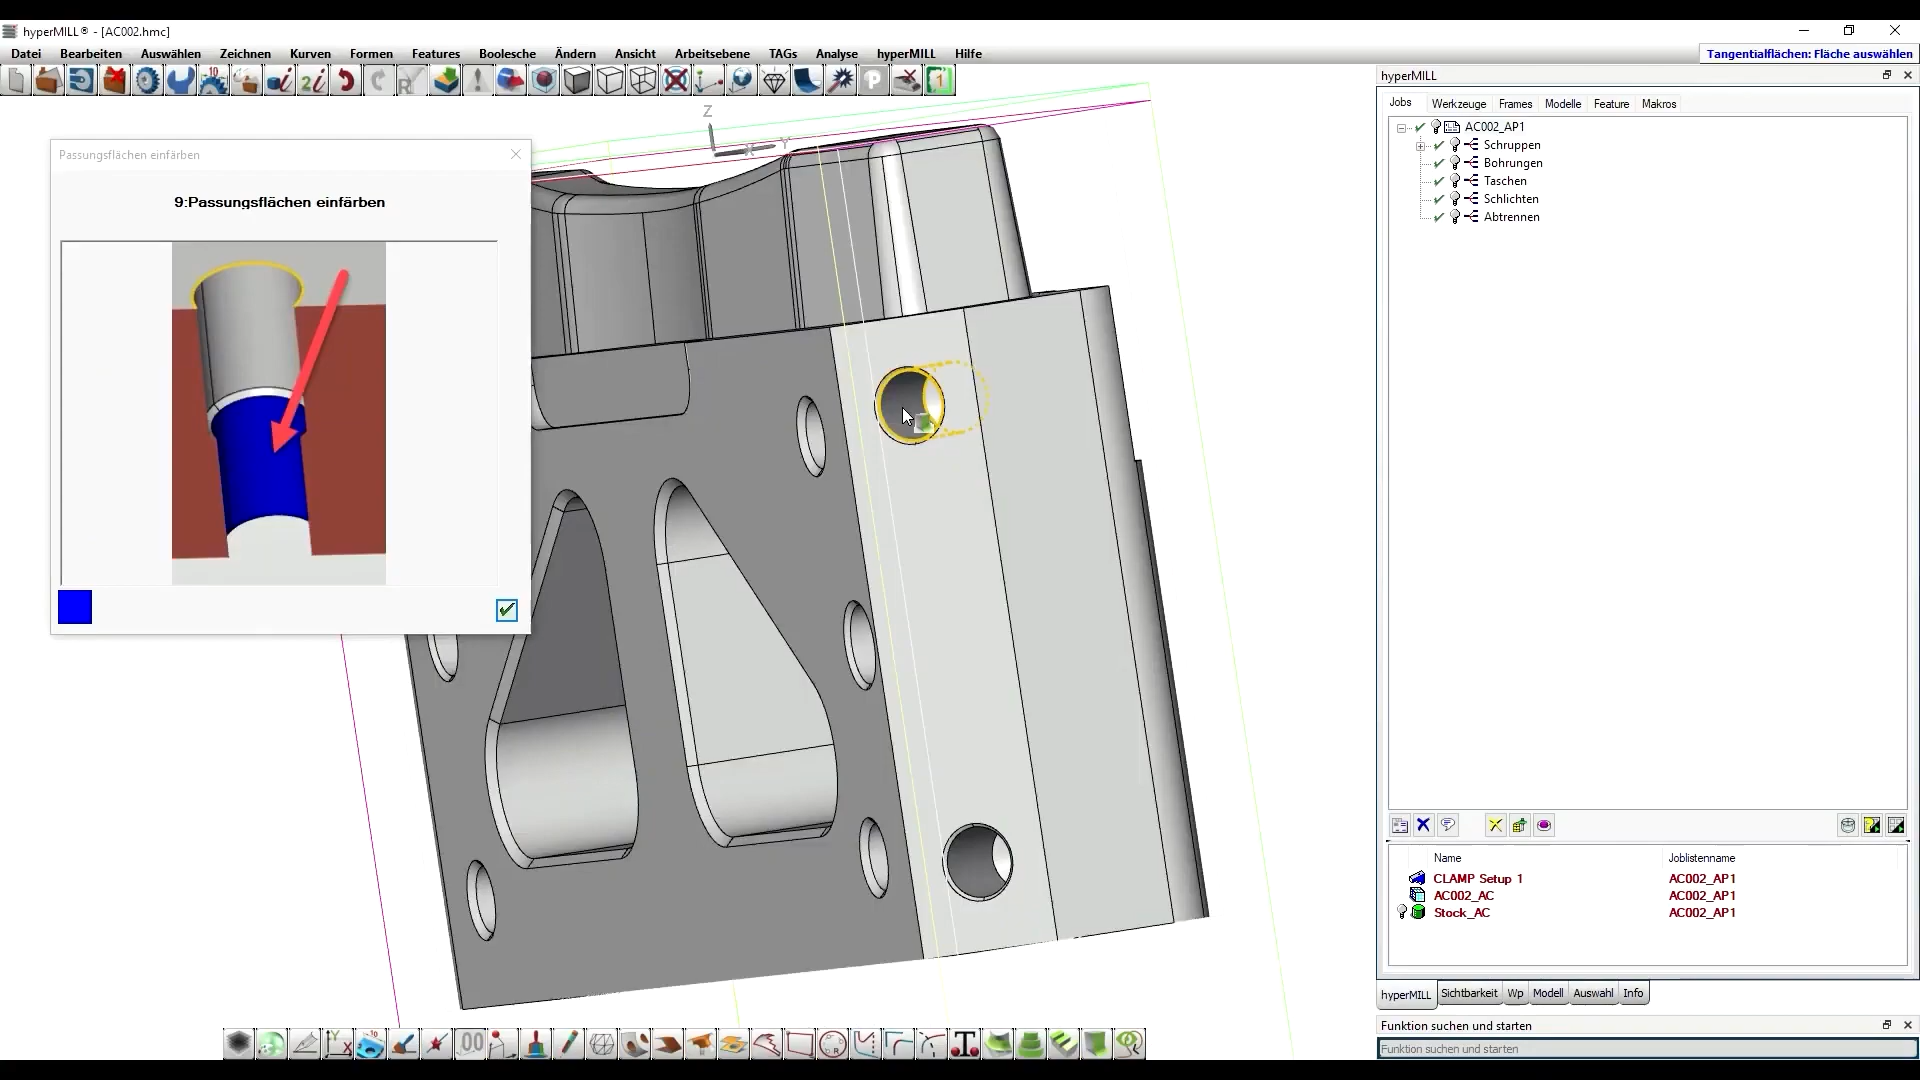 hyperMILL® - [AC002.hmc]
Datei Bearbeiten Auswählen Zeichnen Kurven Formen Features Boolesche Ändern Ansicht Arbeitsebene TAGs Analyse hyperMILL Hilfe
Tangentialflächen: Fläche auswählen
hyperMILL
Jobs Werkzeuge Frames Modelle Feature Makros
AC002_AP1
Schruppen
Bohrungen
Taschen
Schlichten
Abtrennen
Passungsflächen einfärben
9:Passungsflächen einfärben
Z
X
Y
Name Joblistenname
CLAMP Setup 1 AC002_AP1
AC002_AC AC002_AP1
Stock_AC AC002_AP1
hyperMILL Sichtbarkeit Wp Modell Auswahl Info
Funktion suchen und starten
Funktion suchen und starten